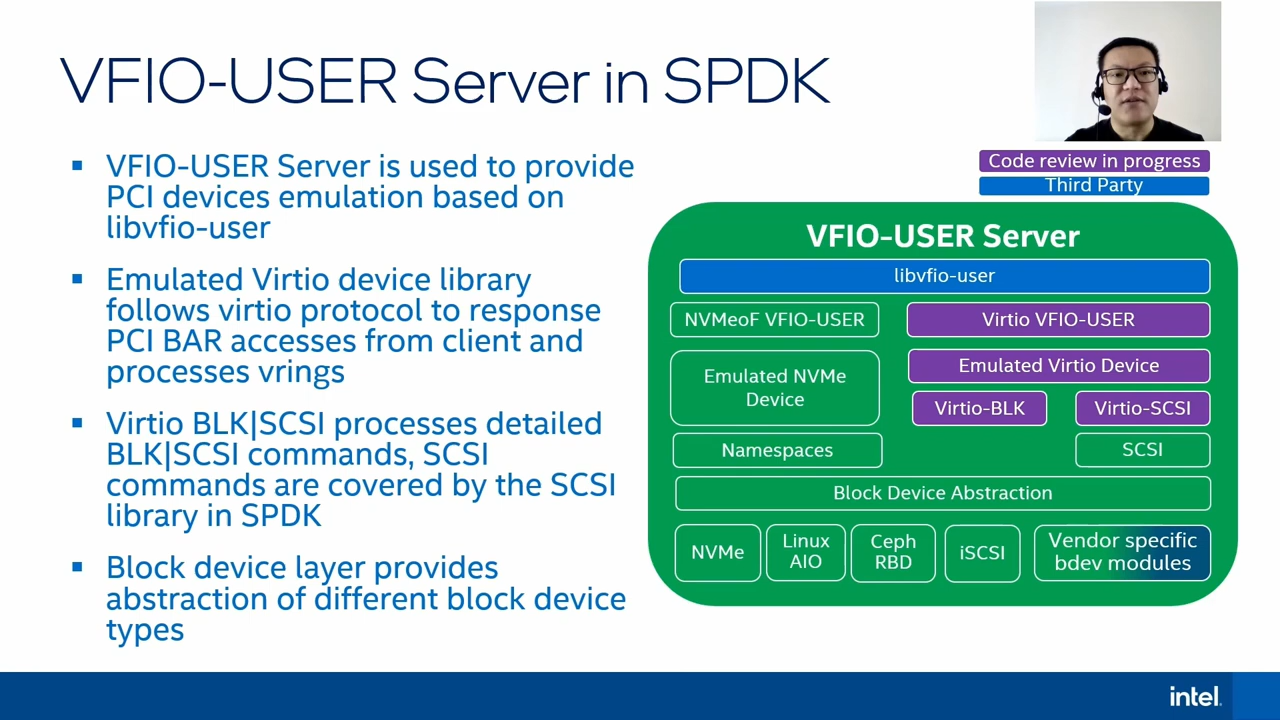 VFIO-USER Server in SPDK
VFIO-USER Server is used to provide
PCI devices emulation based on
libvfio-user
Emulated Virtio device library
follows virtio protocol to response
PCI BAR accesses from client and
processes vrings
Virtio BLK|SCSI processes detailed
BLK|SCSI commands, SCSI
commands are covered by the SCSI
library in SPDK
Block device layer provides
abstraction of different block device
types
Code review in progress
Third Party
VFIO-USER Server
libvfio-user
NVMeoF VFIO-USER
Virtio VFIO-USER
Emulated NVMe
Device
Emulated Virtio Device
Virtio-BLK
Virtio-SCSI
Namespaces
SCSI
Block Device Abstraction
NVMe
Linux
AIO
Ceph
RBD
iSCSI
Vendor specific
bdev modules
intel.